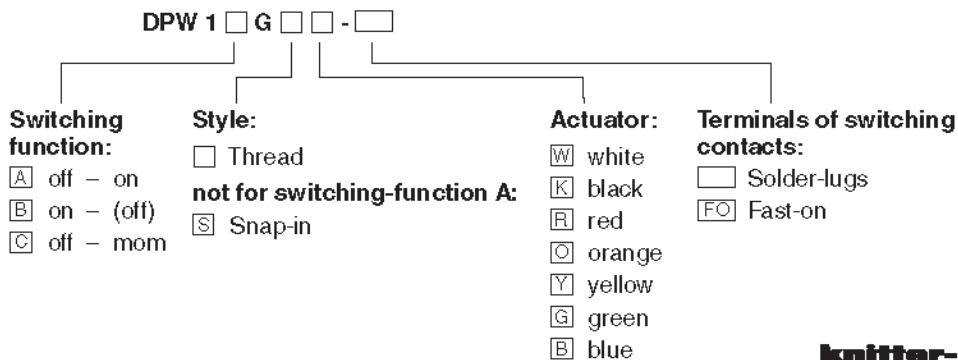 DPW 1 □ G □ □ - □
Switching function:
A off – on
B on – (off)
C off – mom
Style:
□ Thread
not for switching-function A:
S Snap-in
Actuator:
W white
K black
R red
O orange
Y yellow
G green
B blue
Terminals of switching
contacts:
□ Solder-lugs
FO Fast-on
knitter-